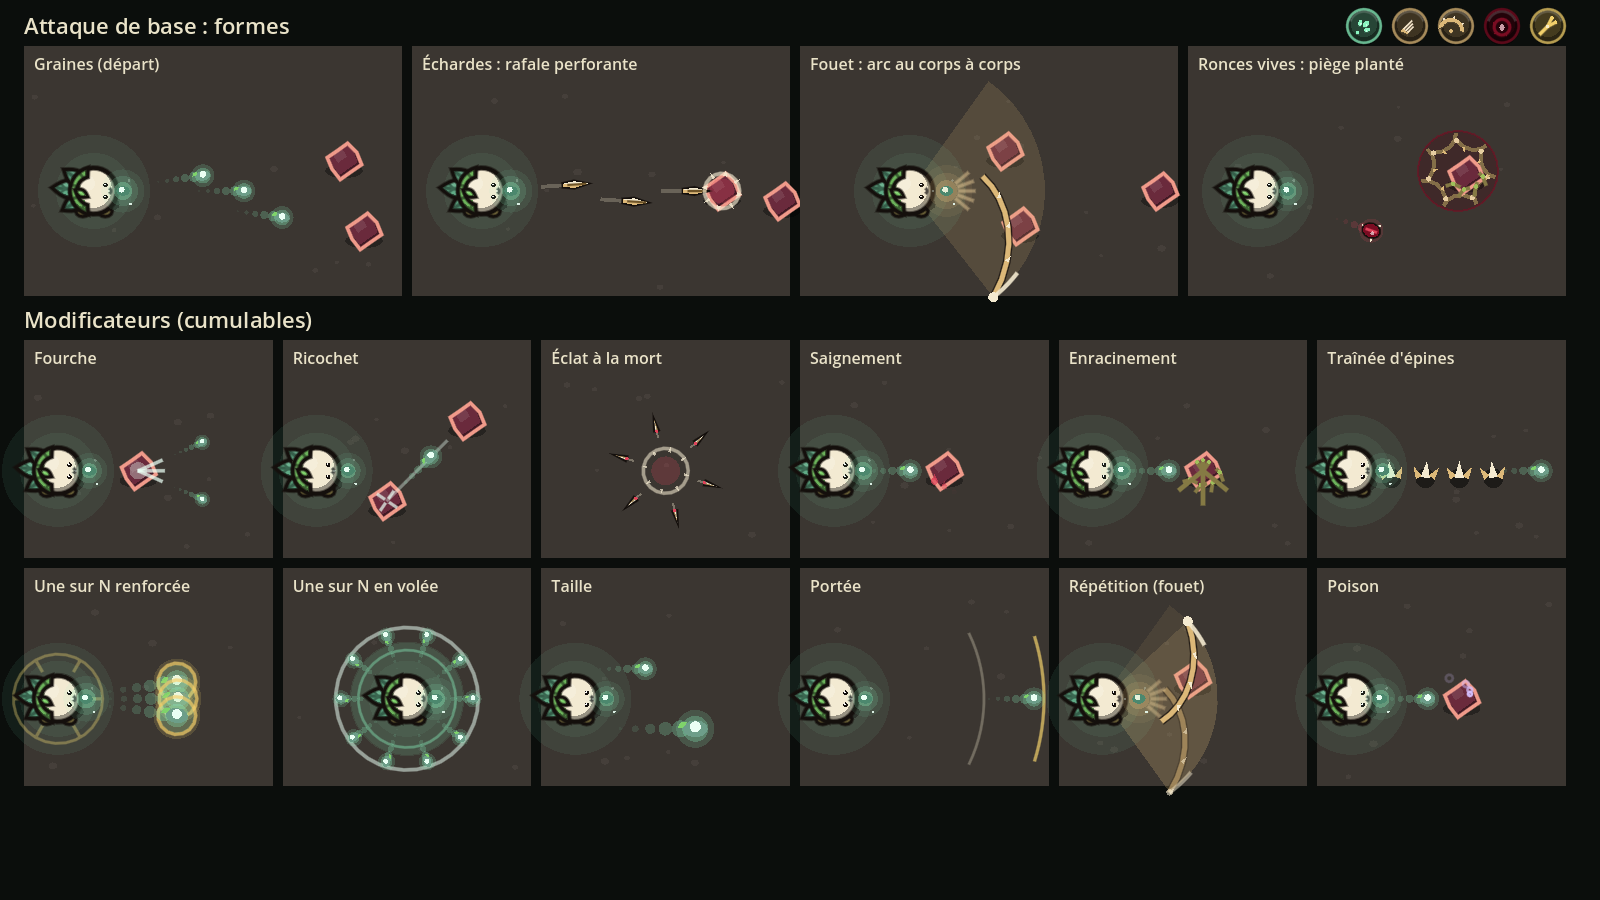 Attaque de base : formes
Graines (départ)
Échardes : rafale perforante
Fouet : arc au corps à corps
Ronces vives : piège planté
Modificateurs (cumulables)
Fourche
Ricochet
Éclat à la mort
Saignement
Enracinement
Traînée d'épines
Une sur N renforcée
Une sur N en volée
Taille
Portée
Répétition (fouet)
Poison